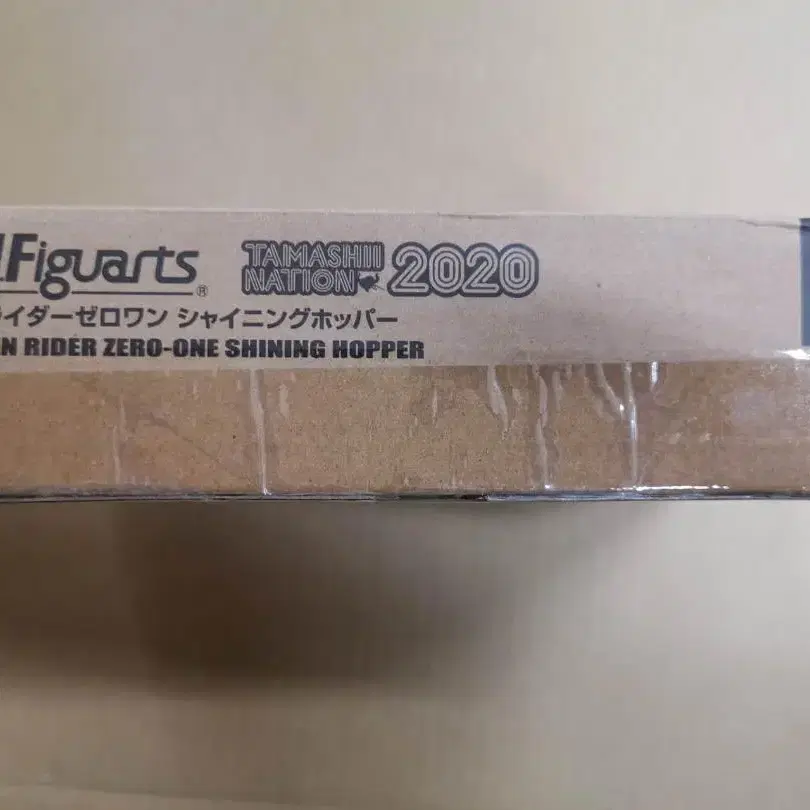 Figuarts® TAMASHII NATION 2020
イダーゼロワン シャイニングホッパー
N RIDER ZERO-ONE SHINING HOPPER